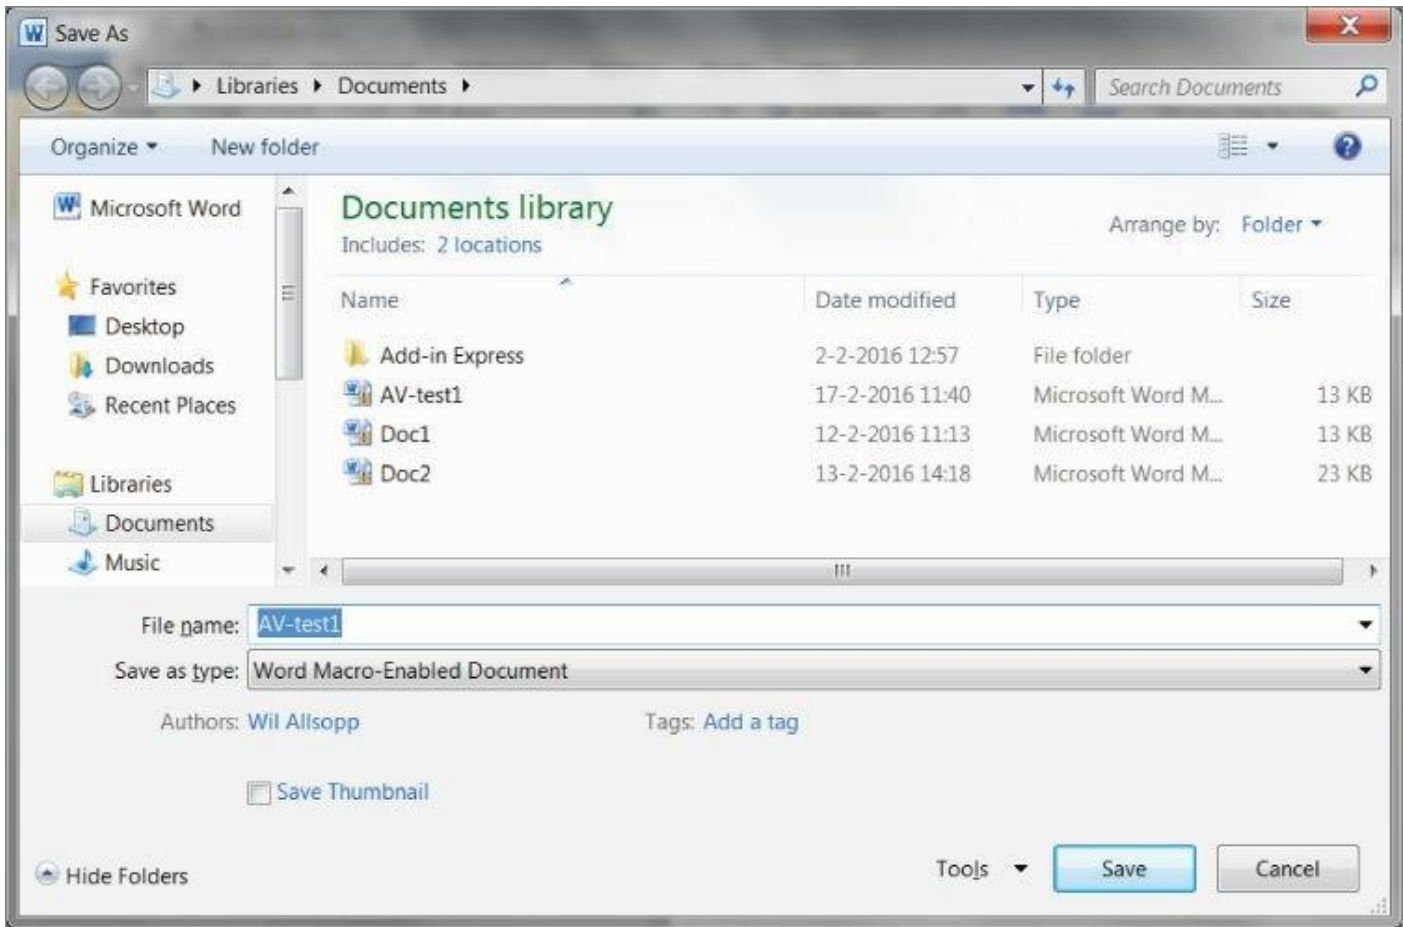 Save As
Libraries Documents Search Documents
Organize New folder
Microsoft Word
Favorites
Desktop
Downloads
Recent Places
Libraries
Documents
Music
Documents library
Includes: 2 locations
Arrange by: Folder
Name Date modified Type Size
Add-in Express 2-2-2016 12:57 File folder
AV-test1 17-2-2016 11:40 Microsoft Word M... 13 KB
Doc1 12-2-2016 11:13 Microsoft Word M... 13 KB
Doc2 13-2-2016 14:18 Microsoft Word M... 23 KB
File name: AV-test1
Save as type: Word Macro-Enabled Document
Authors: Wil Allsopp Tags: Add a tag
Save Thumbnail
Hide Folders Tools Save Cancel